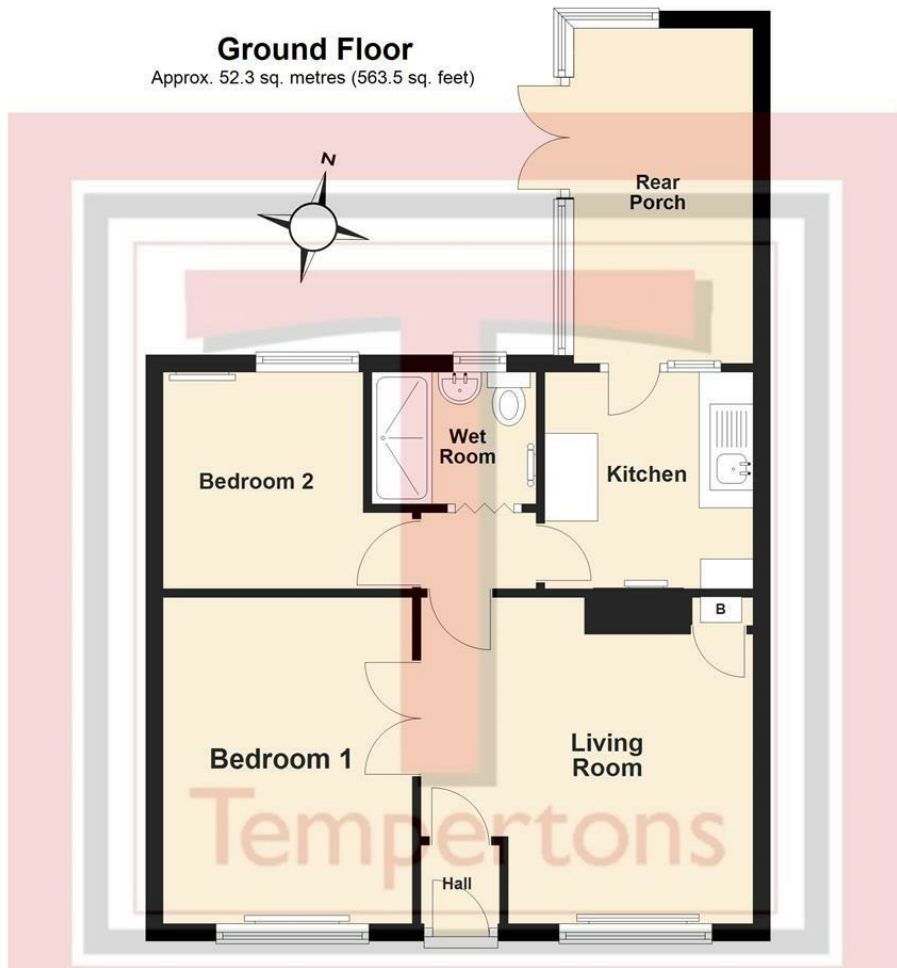 Ground Floor
Approx. 52.3 sq. metres (563.5 sq. feet)
N
Rear
Porch
Wet
Room
Kitchen
Bedroom 2
B
Bedroom 1
Living
Room
Tempertons
Hall